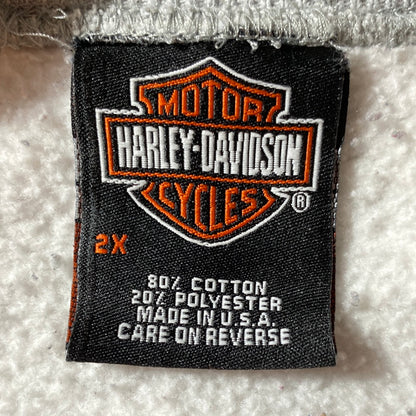 MOTOR
HARLEY-DAVIDSON
CYCLES
®
2X
80% COTTON
20% POLYESTER
MADE IN U.S.A.
CARE ON REVERSE